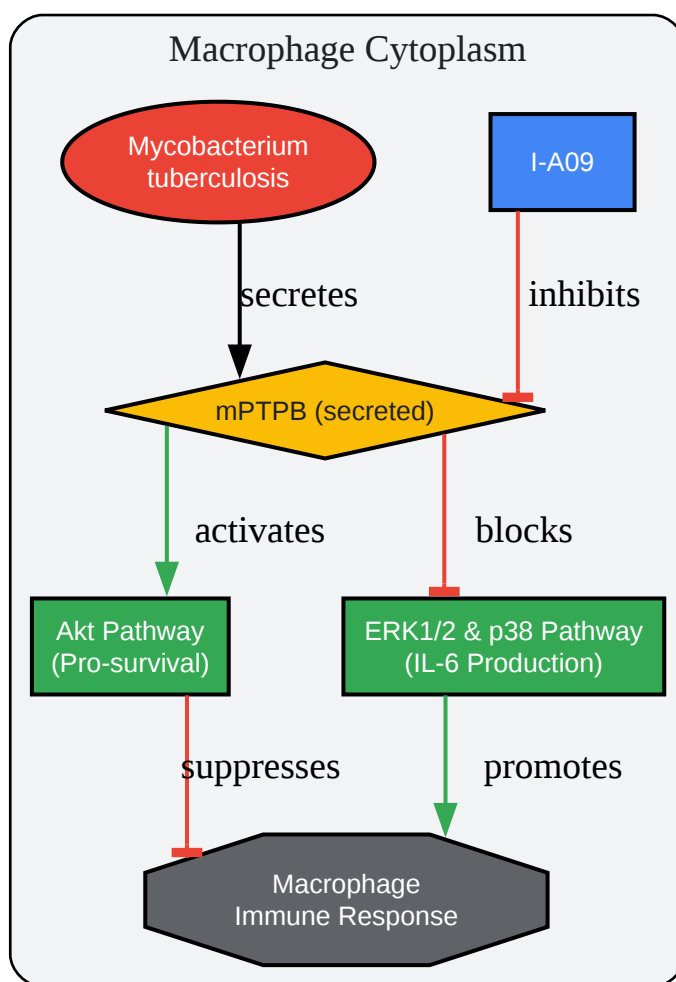 Macrophage Cytoplasm
Mycobacterium
tuberculosis
I-A09
secretes
inhibits
mPTPB (secreted)
activates
blocks
Akt Pathway
(Pro-survival)
ERK1/2 & p38 Pathway
(IL-6 Production)
suppresses
promotes
Macrophage
Immune Response